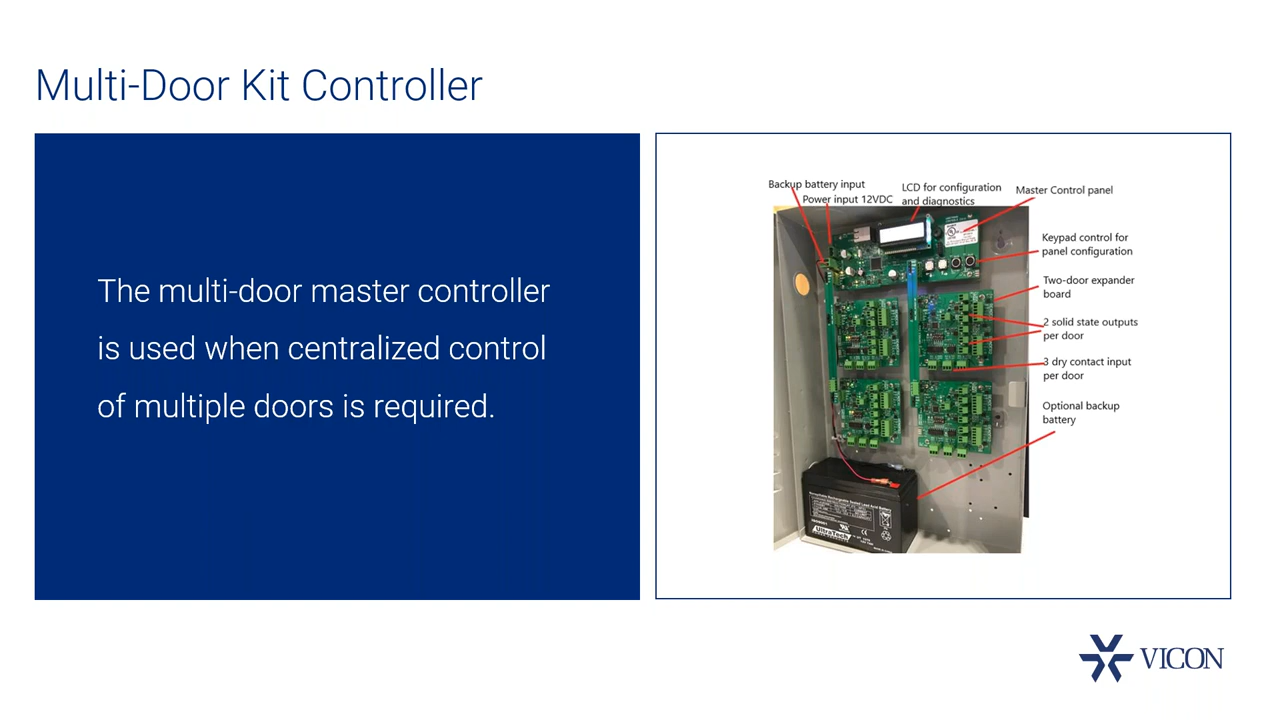 Multi-Door Kit Controller
The multi-door master controller
is used when centralized control
of multiple doors is required.
Backup battery input
Power input 12VDC
LCD for configuration
and diagnostics
Master Control panel
Keypad control for
panel configuration
Two-door expander
board
2 solid state outputs
per door
3 dry contact input
per door
Optional backup
battery
UltraTech
VICON